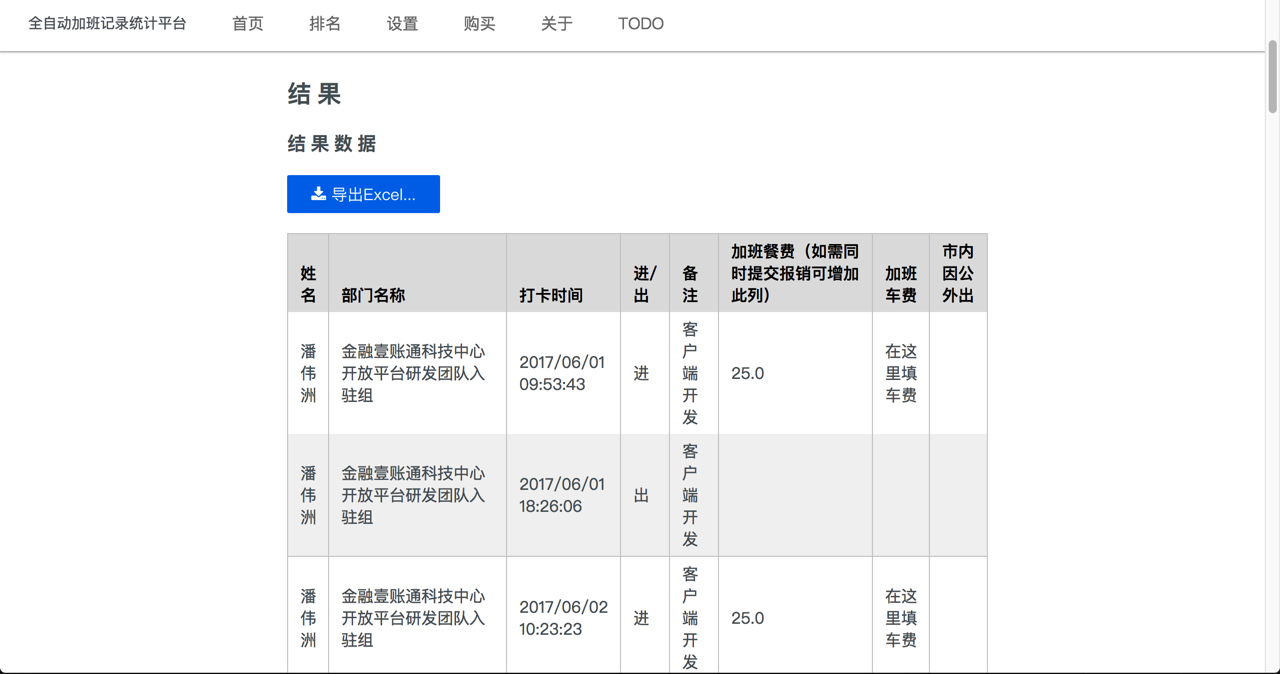 全自动加班记录统计平台 首页 排名 设置 购买 关于 TODO
结果
结果数据
导出Excel...
姓名 部门名称 打卡时间 进/出 备注 加班餐费（如需同时提交报销可增加此列） 加班车费 市内因公外出
潘伟洲 金融壹账通科技中心开放平台研发团队入驻组 2017/06/01 09:53:43 进 客户端开发 25.0 在这里填车费
潘伟洲 金融壹账通科技中心开放平台研发团队入驻组 2017/06/01 18:26:06 出 客户端开发
潘伟洲 金融壹账通科技中心开放平台研发团队入驻组 2017/06/02 10:23:23 进 客户端开发 25.0 在这里填车费